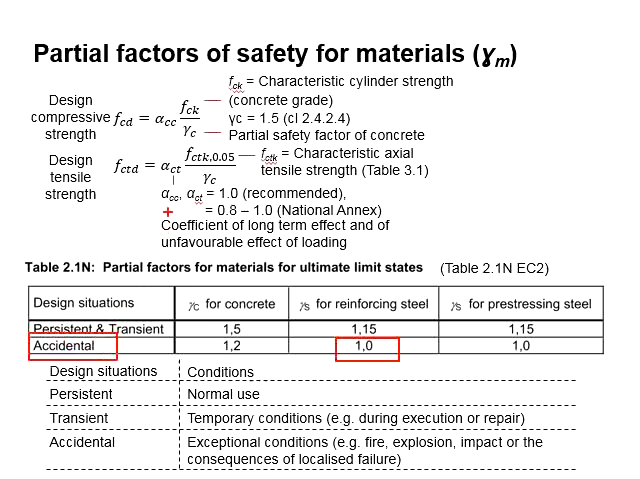 Partial factors of safety for materials (ɣm)
Design compressive strength
fcd = αcc fck / γc
fck = Characteristic cylinder strength
(concrete grade)
γc = 1.5 (cl 2.4.2.4)
Partial safety factor of concrete
Design tensile strength
fctd = αct fctk,0.05 / γc
fctk = Characteristic axial
tensile strength (Table 3.1)
αcc, αct = 1.0 (recommended),
= 0.8 – 1.0 (National Annex)
Coefficient of long term effect and of
unfavourable effect of loading
Table 2.1N: Partial factors for materials for ultimate limit states (Table 2.1N EC2)
Design situations γC for concrete γS for reinforcing steel γS for prestressing steel
Persistent & Transient 1,5 1,15 1,15
Accidental 1,2 1,0 1,0
Design situations Conditions
Persistent Normal use
Transient Temporary conditions (e.g. during execution or repair)
Accidental Exceptional conditions (e.g. fire, explosion, impact or the
consequences of localised failure)